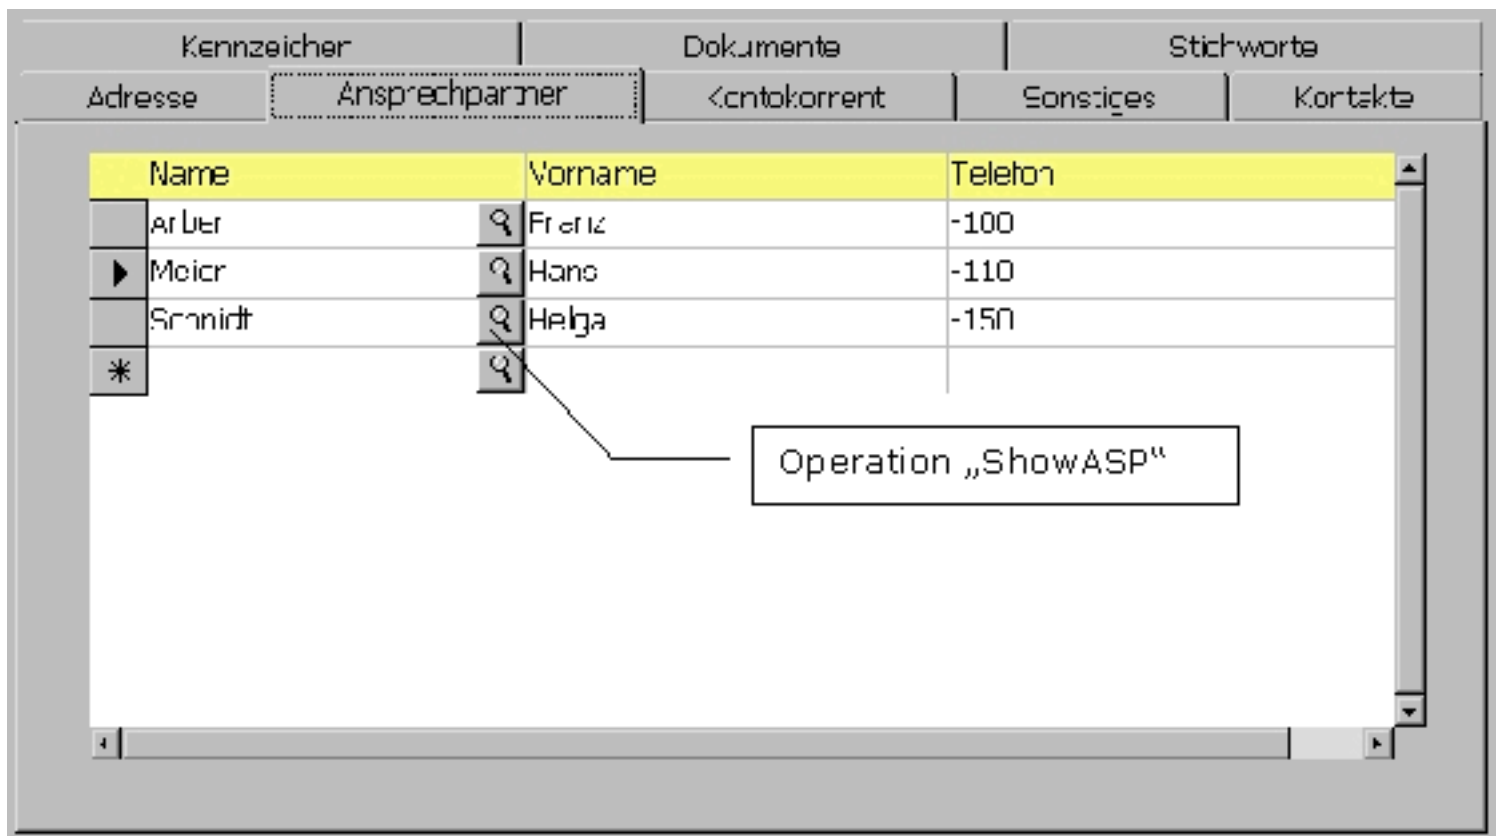 Kennzeichen Dokumente Stichworte
Adresse Ansprechpartner Kontokorrent Sonstiges Kontakte
Name Vorname Telefon
Franz -100
Meier Hans -110
Schmidt Helga -150
Operation „ShowASP“